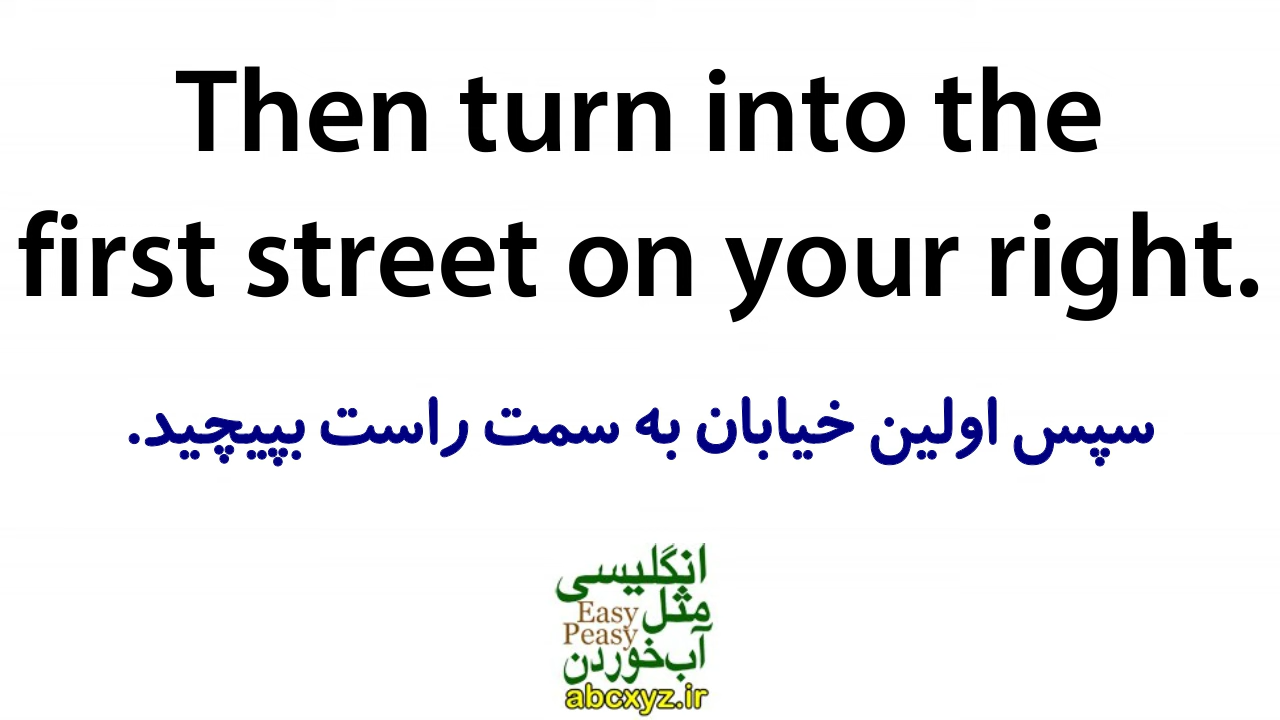 Then turn into the
first street on your right.
سپس اولین خیابان به سمت راست بپیچید.
انگلیسی
مثل
Easy
Peasy
آب‌خوردن
abcxyz.ir